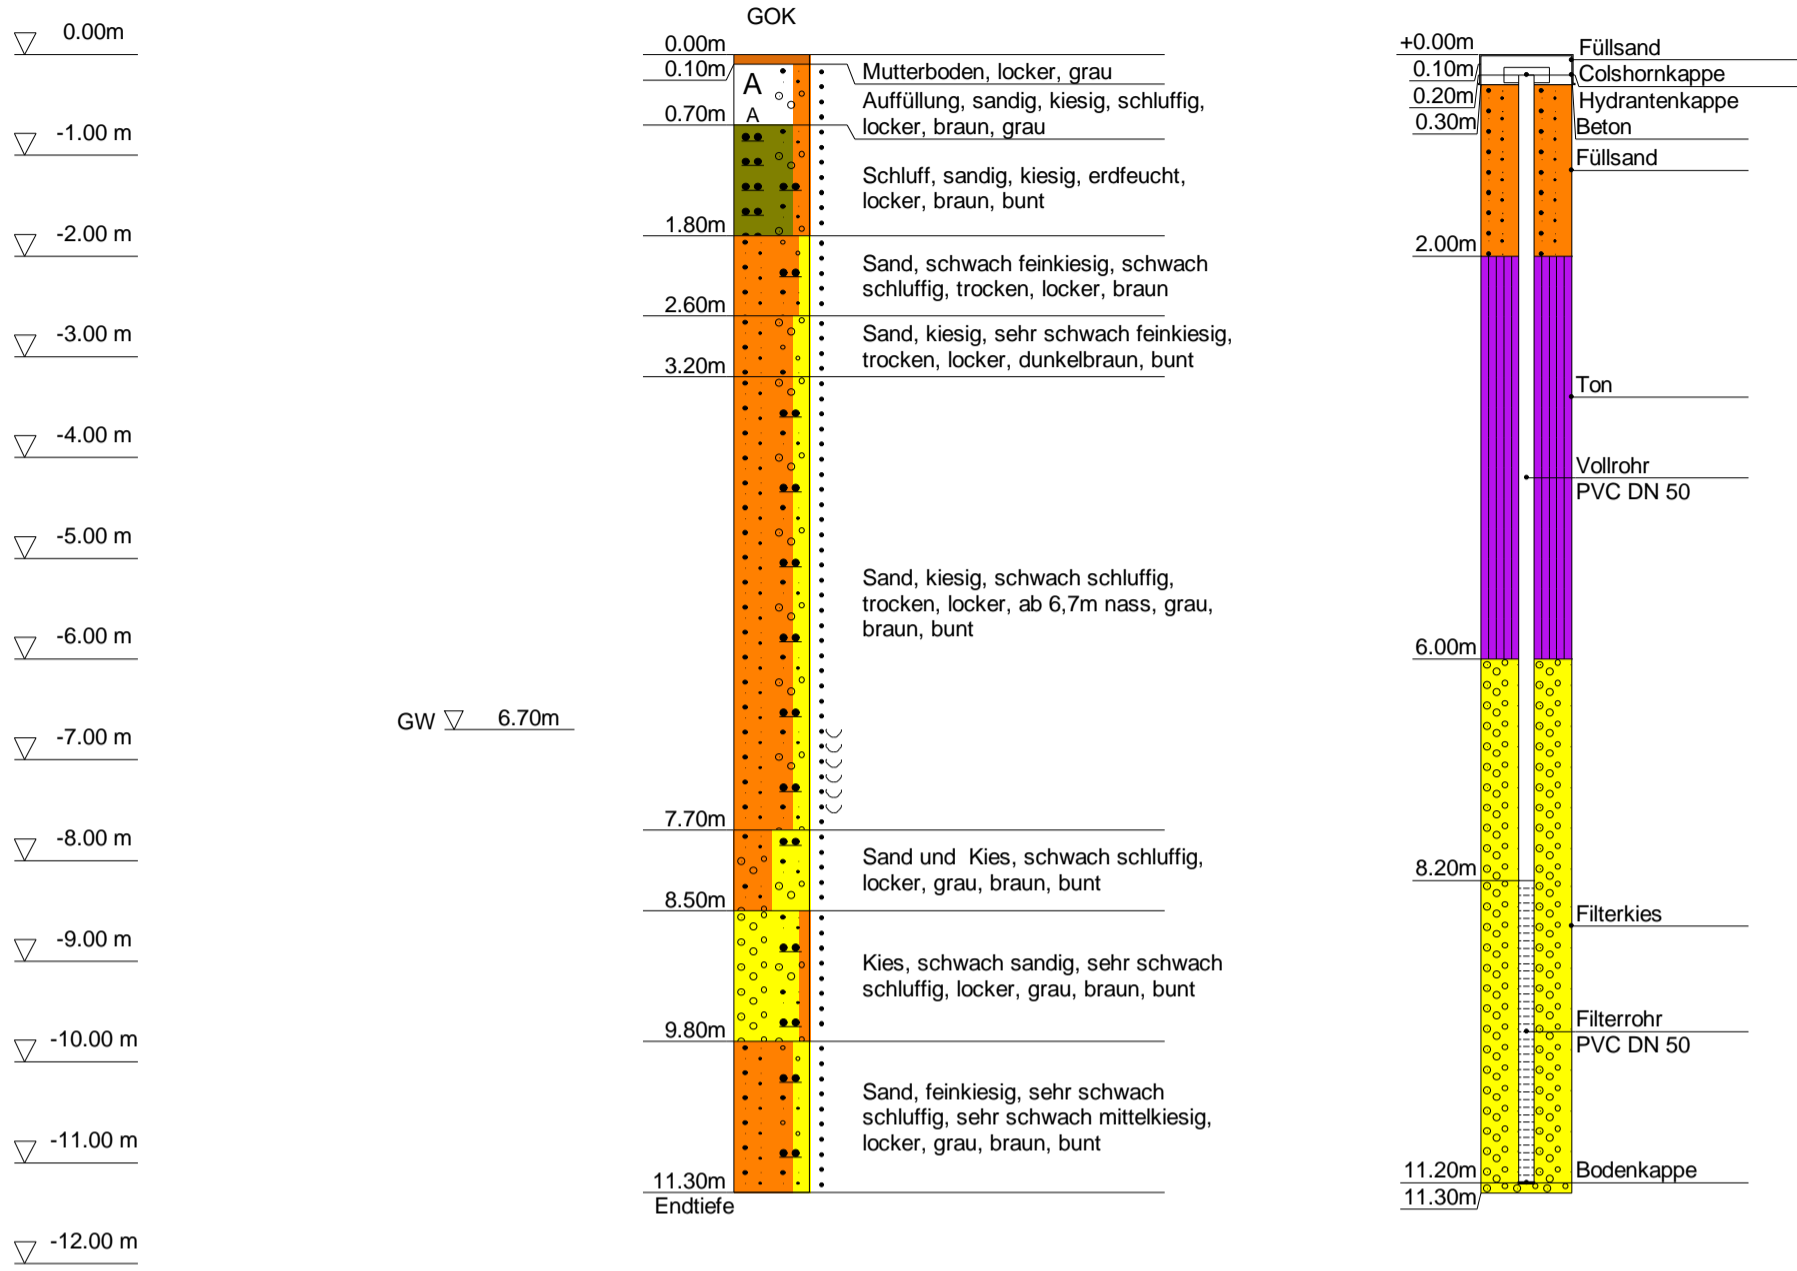 GOK
0.00m
-1.00 m
-2.00 m
-3.00 m
-4.00 m
-5.00 m
-6.00 m
-7.00 m
-8.00 m
-9.00 m
-10.00 m
-11.00 m
-12.00 m
GW 6.70m
0.00m
0.10m
Mutterboden, locker, grau
Auffüllung, sandig, kiesig, schluffig,
locker, braun, grau
A
A
0.70m
Schluff, sandig, kiesig, erdfeucht,
locker, braun, bunt
1.80m
Sand, schwach feinkiesig, schwach
schluffig, trocken, locker, braun
2.60m
Sand, kiesig, sehr schwach feinkiesig,
trocken, locker, dunkelbraun, bunt
3.20m
Sand, kiesig, schwach schluffig,
trocken, locker, ab 6,7m nass, grau,
braun, bunt
7.70m
Sand und  Kies, schwach schluffig,
locker, grau, braun, bunt
8.50m
Kies, schwach sandig, sehr schwach
schluffig, locker, grau, braun, bunt
9.80m
Sand, feinkiesig, sehr schwach
schluffig, sehr schwach mittelkiesig,
locker, grau, braun, bunt
11.30m
Endtiefe
+0.00m
0.10m
0.20m
0.30m
2.00m
6.00m
8.20m
11.20m
11.30m
Füllsand
Colshornkappe
Hydrantenkappe
Beton
Füllsand
Ton
Vollrohr
PVC DN 50
Filterkies
Filterrohr
PVC DN 50
Bodenkappe